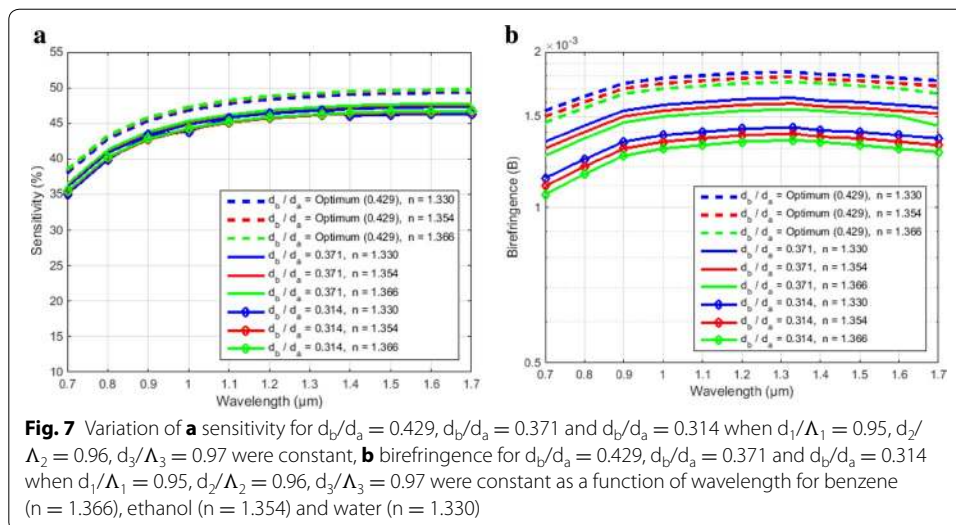 a
55
50
45
40
35
30
25
20
15
10
Sensitivity (%)
0.7 0.8 0.9 1 1.1 1.2 1.3 1.4 1.5 1.6 1.7
Wavelength (µm)
d_b / d_a = Optimum (0.429), n = 1.330
d_b / d_a = Optimum (0.429), n = 1.354
d_b / d_a = Optimum (0.429), n = 1.366
d_b / d_a = 0.371, n = 1.330
d_b / d_a = 0.371, n = 1.354
d_b / d_a = 0.371, n = 1.366
d_b / d_a = 0.314, n = 1.330
d_b / d_a = 0.314, n = 1.354
d_b / d_a = 0.314, n = 1.366
b
× 10⁻³
2
1.5
1
0.5
Birefringence (B)
0.7 0.8 0.9 1 1.1 1.2 1.3 1.4 1.5 1.6 1.7
Wavelength (µm)
d_b / d_a = Optimum (0.429), n = 1.330
d_b / d_a = Optimum (0.429), n = 1.354
d_b / d_a = Optimum (0.429), n = 1.366
d_b / d_a = 0.371, n = 1.330
d_b / d_a = 0.371, n = 1.354
d_b / d_a = 0.371, n = 1.366
d_b / d_a = 0.314, n = 1.330
d_b / d_a = 0.314, n = 1.354
d_b / d_a = 0.314, n = 1.366
Fig. 7 Variation of a sensitivity for d_b/d_a = 0.429, d_b/d_a = 0.371 and d_b/d_a = 0.314 when d₁/Λ₁ = 0.95, d₂/
Λ₂ = 0.96, d₃/Λ₃ = 0.97 were constant, b birefringence for d_b/d_a = 0.429, d_b/d_a = 0.371 and d_b/d_a = 0.314
when d₁/Λ₁ = 0.95, d₂/Λ₂ = 0.96, d₃/Λ₃ = 0.97 were constant as a function of wavelength for benzene
(n = 1.366), ethanol (n = 1.354) and water (n = 1.330)